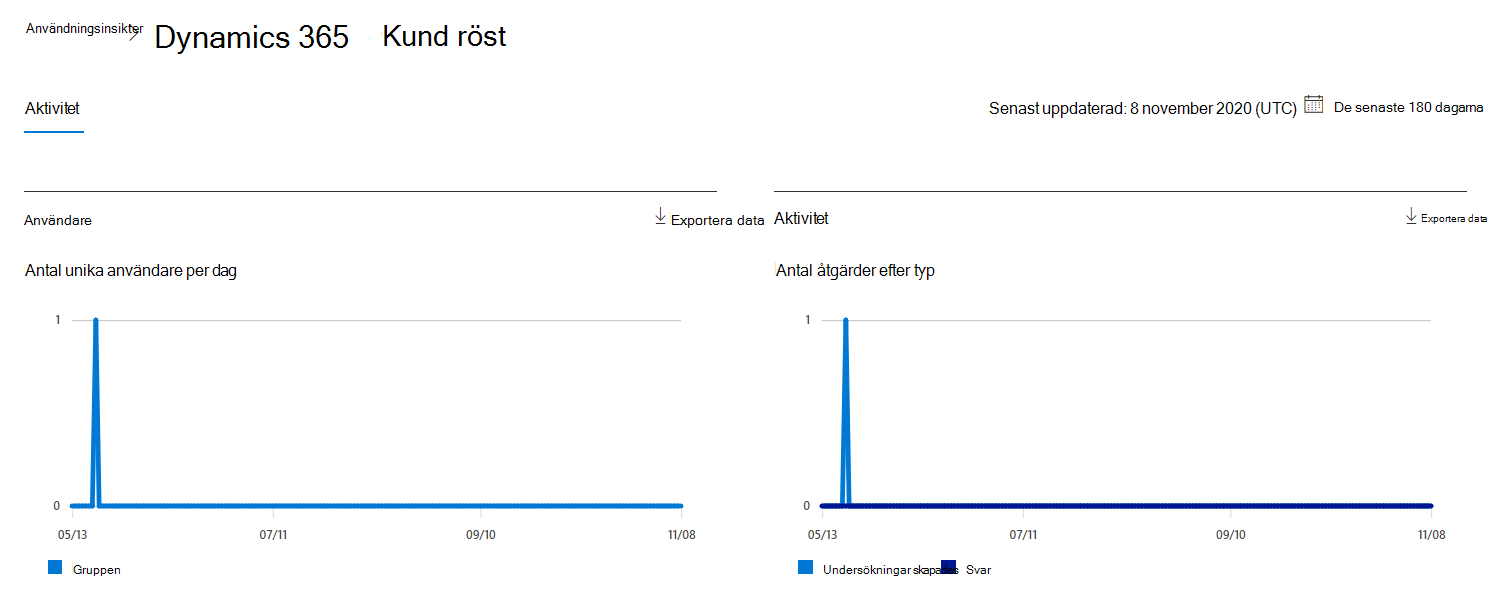 Användningsinsikter
Dynamics 365 Kund röst
Aktivitet
Senast uppdaterad: 8 november 2020 (UTC) De senaste 180 dagarna
Användare
Exportera data
Aktivitet
Exportera data
Antal unika användare per dag
1
0
05/13 07/11 09/10 11/08
Gruppen
Antal åtgärder efter typ
1
0
05/13 07/11 09/10 11/08
Undersökningar skapades Svar